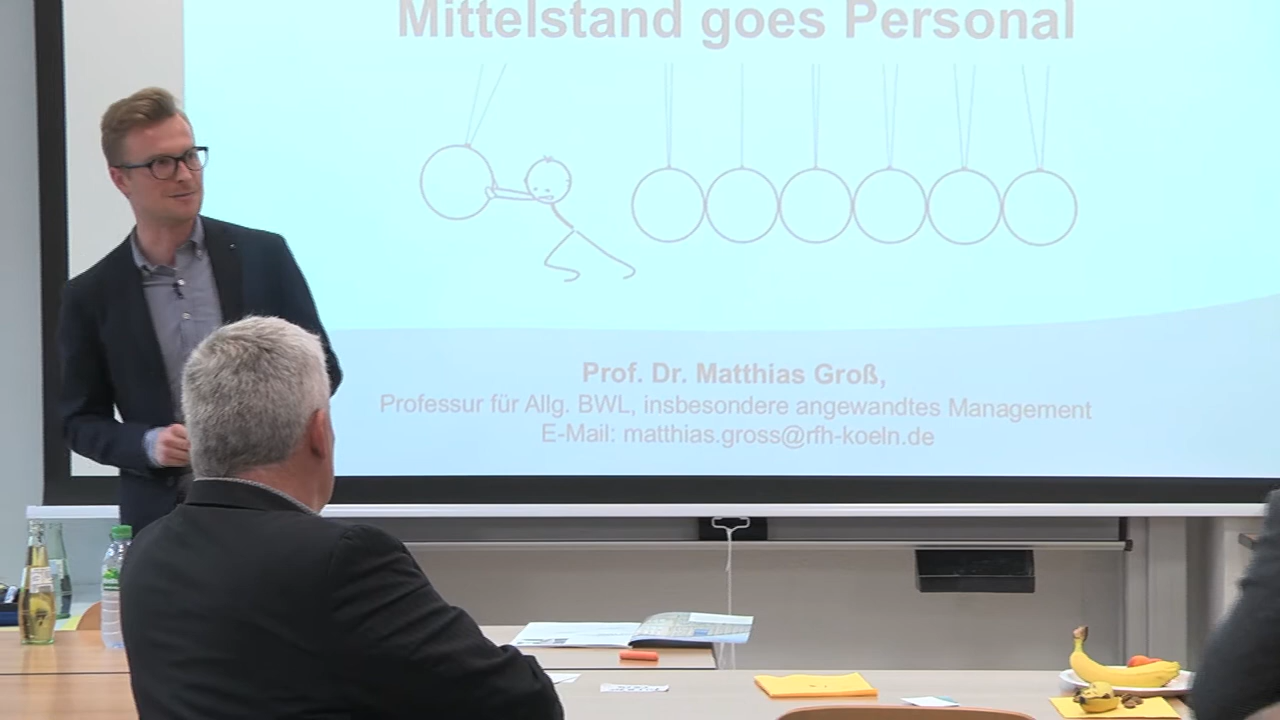 Mittelstand goes Personal
Prof. Dr. Matthias Groß,
Professur für Allg. BWL, insbesondere angewandtes Management
E-Mail: matthias.gross@rfh-koeln.de